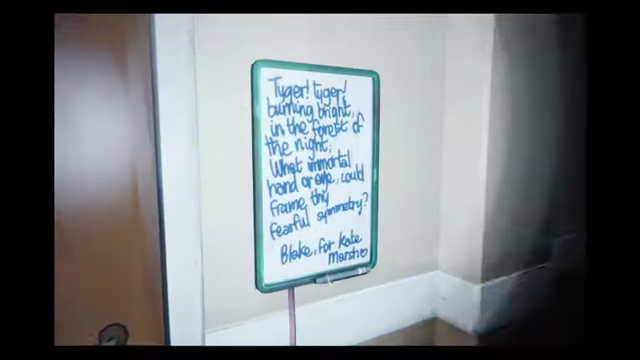 Tyger! tyger!
burning bright,
in the forest of
the night;
What immortal
hand or eye, could
frame thy
fearful symmetry?
Blake, for Kate
Marsh